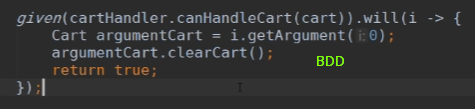 given(cartHandler.canHandleCart(cart)).will(i -> {
Cart argumentCart = i.getArgument(i:0);
argumentCart.clearCart();
BDD
return true;
});